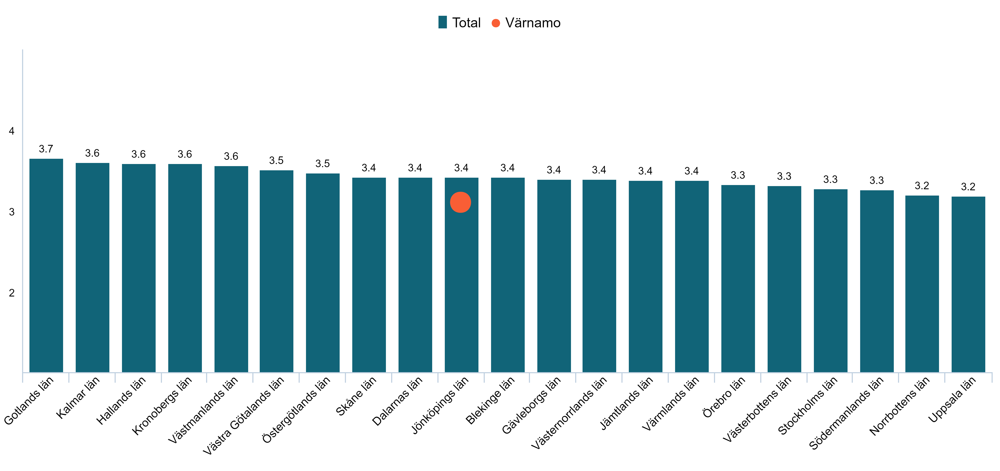 Total Värnamo
4
3
2
3.7 3.6 3.6 3.6 3.6 3.5 3.5 3.4 3.4 3.4 3.4 3.4 3.4 3.4 3.4 3.3 3.3 3.3 3.3 3.2 3.2
Gotlands län
Kalmar län
Hallands län
Kronobergs län
Västmanlands län
Västra Götalands län
Östergötlands län
Skåne län
Dalarnas län
Jönköpings län
Blekinge län
Gävleborgs län
Västernorrlands län
Jämtlands län
Värmlands län
Örebro län
Västerbottens län
Stockholms län
Södermanlands län
Norrbottens län
Uppsala län